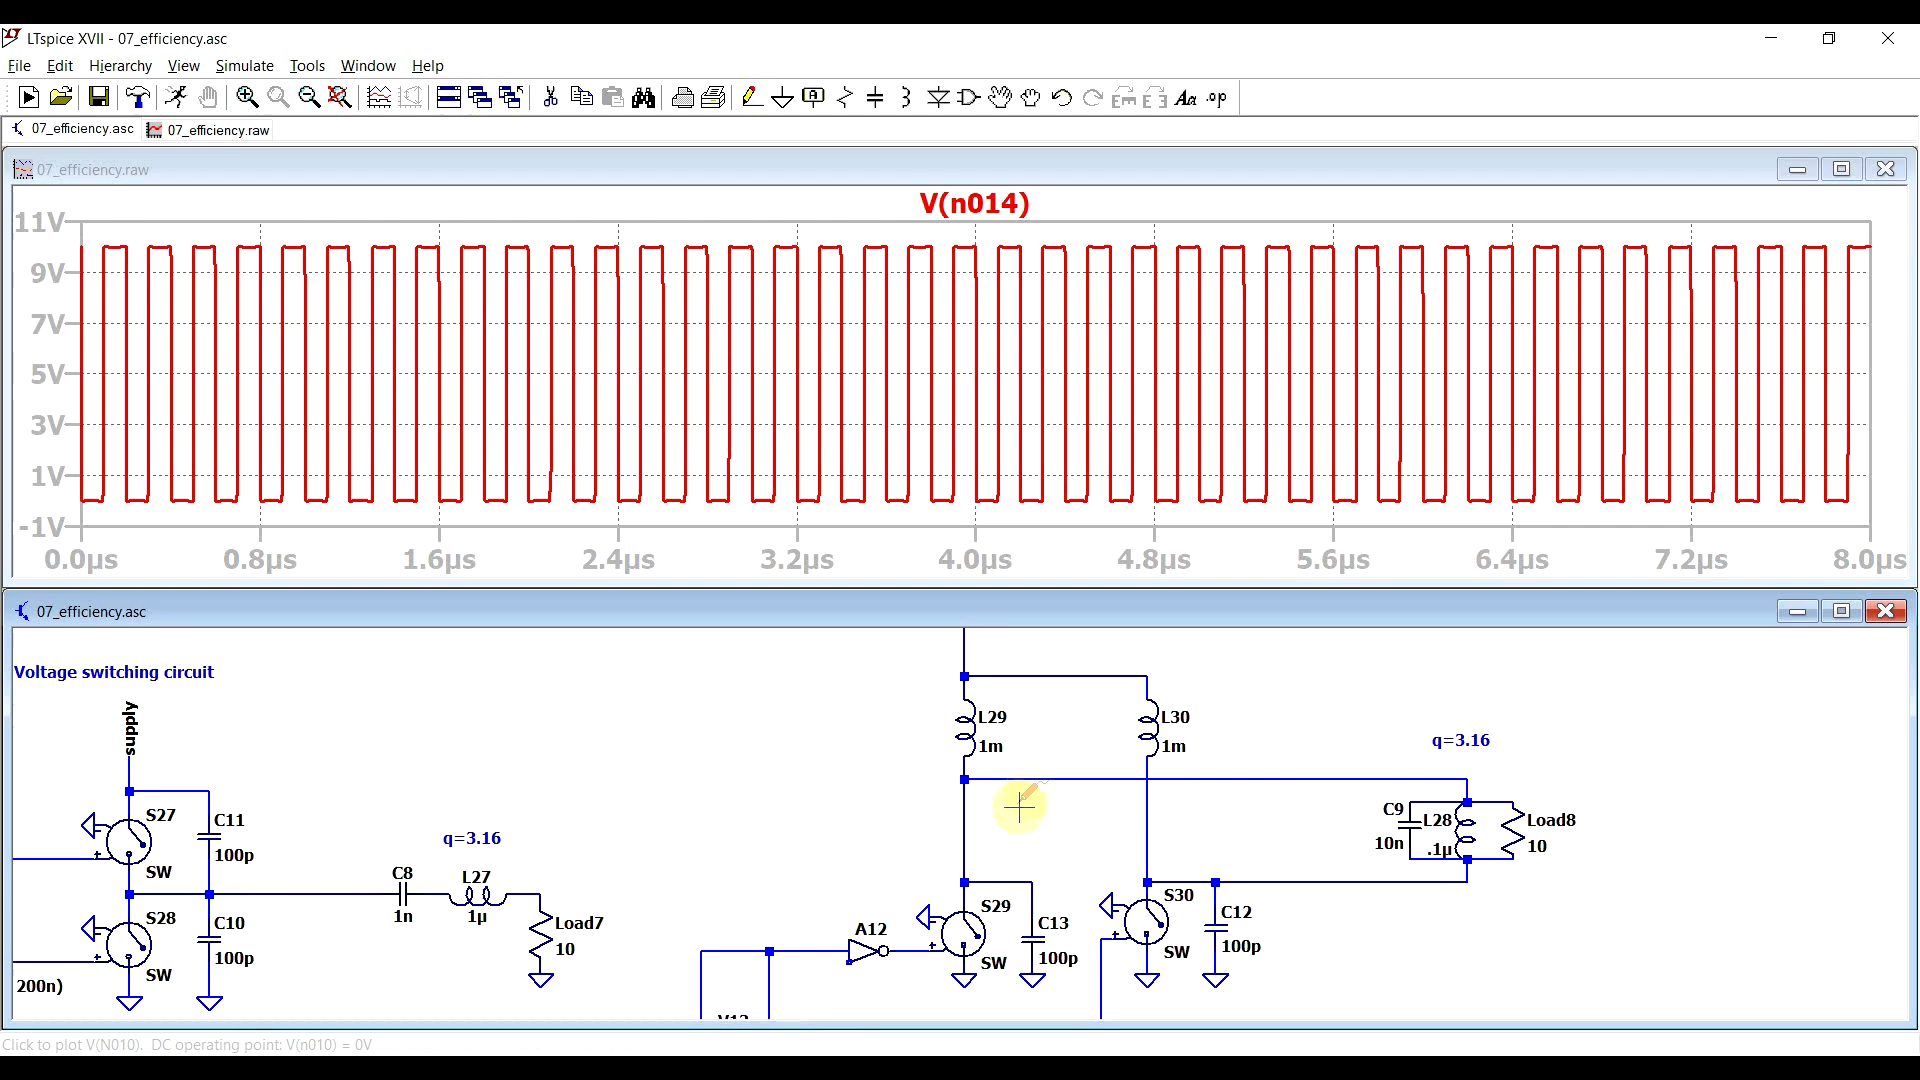 LTspice XVII - 07_efficiency.asc
File Edit Hierarchy View Simulate Tools Window Help
A Aa .op
07_efficiency.asc 07_efficiency.raw
07_efficiency.raw
V(n014)
11V
9V
7V
5V
3V
1V
-1V
0.0µs 0.8µs 1.6µs 2.4µs 3.2µs 4.0µs 4.8µs 5.6µs 6.4µs 7.2µs 8.0µs
07_efficiency.asc
Voltage switching circuit
supply
S27
SW
C11
100p
S28
SW
C10
100p
200n)
q=3.16
C8
1n
L27
1µ
Load7
10
L29
1m
L30
1m
q=3.16
C9
10n
L28
.1µ
Load8
10
A12
S29
SW
C13
100p
S30
SW
C12
100p
Click to plot V(N010). DC operating point: V(n010) = 0V